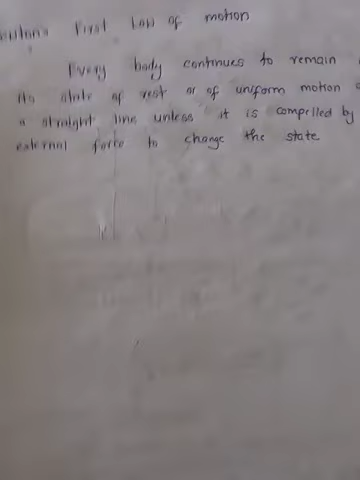 First Law of motion
Every body continues to remain
its state of rest or of uniform motion
a straight line unless it is compelled by
external force to change the state